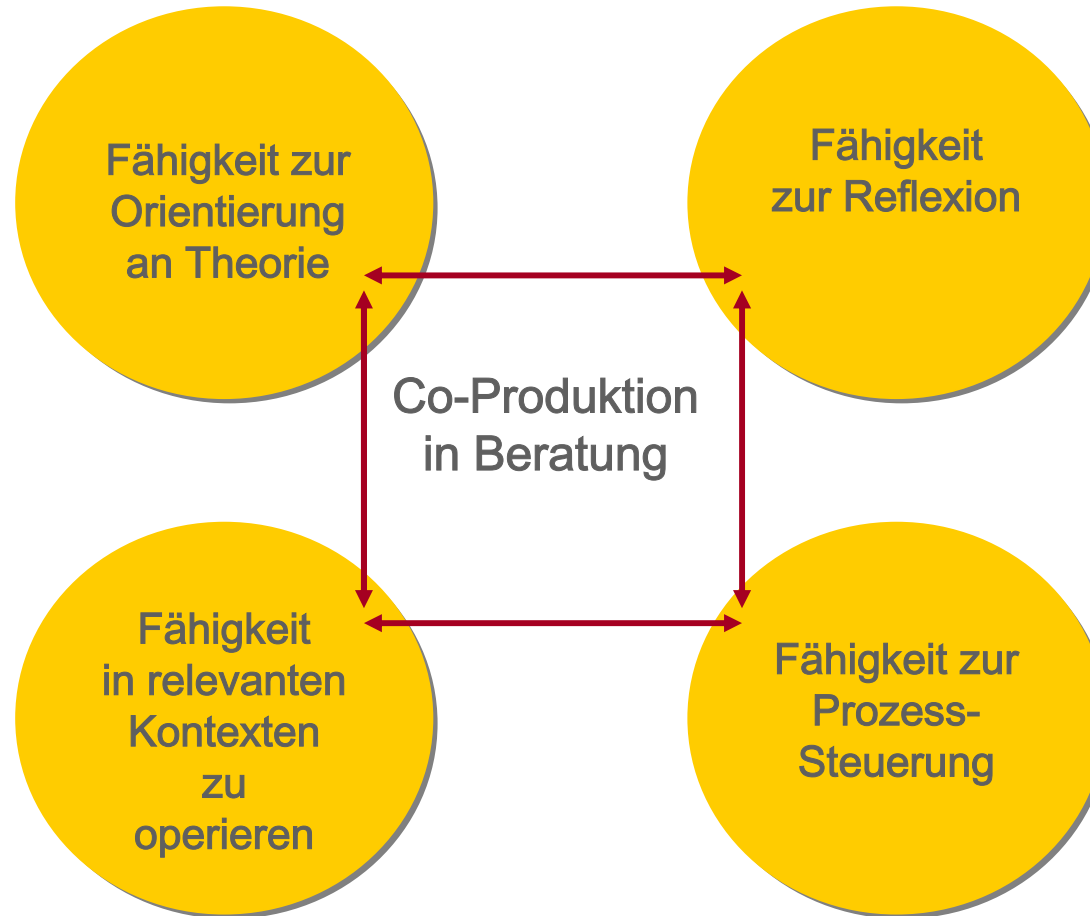 Fähigkeit zur
Orientierung
an Theorie
Fähigkeit
zur Reflexion
Co-Produktion
in Beratung
Fähigkeit
in relevanten
Kontexten
zu
operieren
Fähigkeit zur
Prozess-
Steuerung